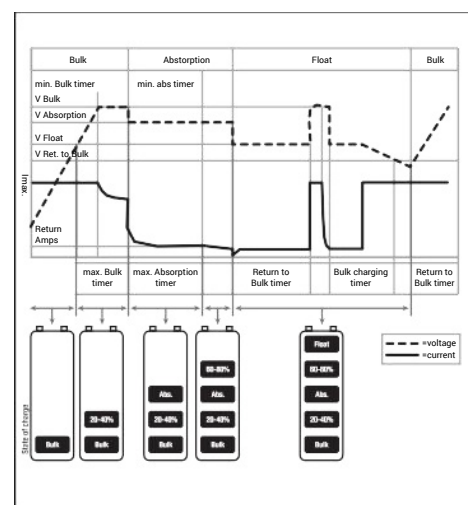 Bulk
Abstorption
Float
Bulk
min. Bulk timer
min. abs timer
V Bulk
V Absorption
V Float
V Ret. to Bulk
Imax.
Return
Amps
max. Bulk
timer
max. Absorption
timer
Return to
Bulk timer
Bulk charging
timer
Return to
Bulk timer
=voltage
=current
State of charge
Bulk
20-40%
Bulk
Abs.
20-40%
Bulk
60-80%
Abs.
20-40%
Bulk
Float
60-80%
Abs.
20-40%
Bulk